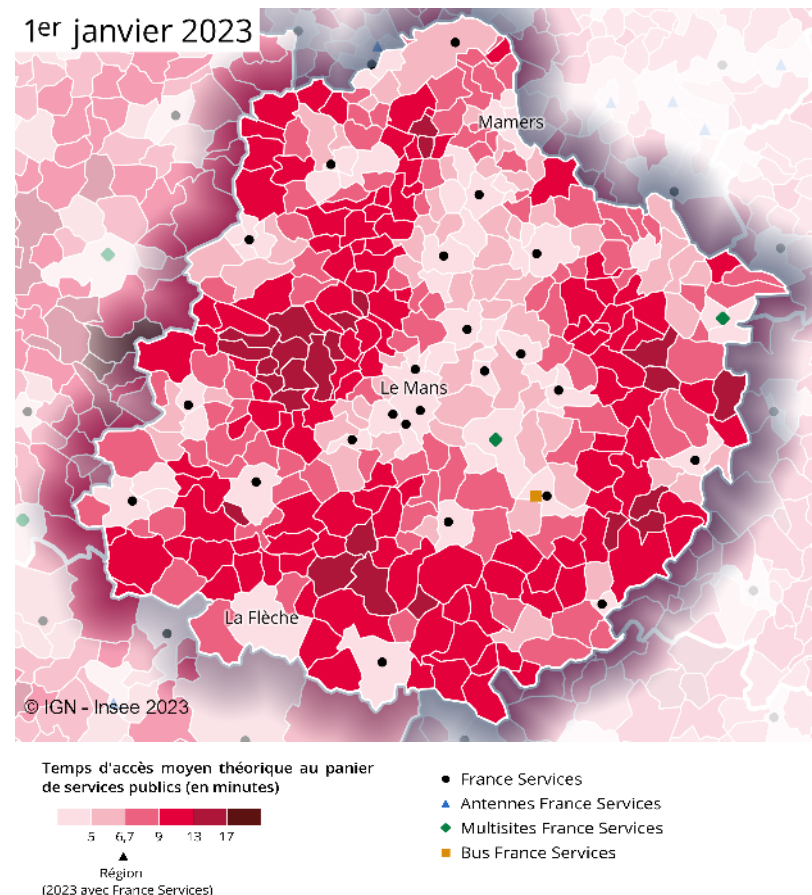 1er janvier 2023
Mamers
Le Mans
La Flèche
© IGN - Insee 2023
Temps d'accès moyen théorique au panier
de services publics (en minutes)
5 6,7 9 13 17
Région
(2023 avec France Services)
France Services
Antennes France Services
Multisites France Services
Bus France Services